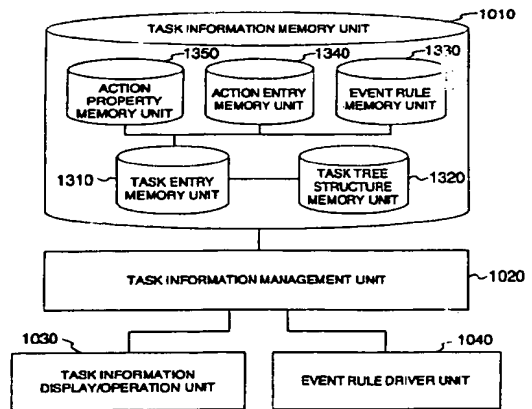 1010
TASK INFORMATION MEMORY UNIT
1350
1340
1330
ACTION
PROPERTY
MEMORY UNIT
ACTION ENTRY
MEMORY UNIT
EVENT RULE
MEMORY UNIT
1310
TASK ENTRY
MEMORY UNIT
TASK TREE
STRUCTURE
MEMORY UNIT
1320
TASK INFORMATION MANAGEMENT UNIT
1020
1030
1040
TASK INFORMATION
DISPLAY/OPERATION UNIT
EVENT RULE DRIVER UNIT